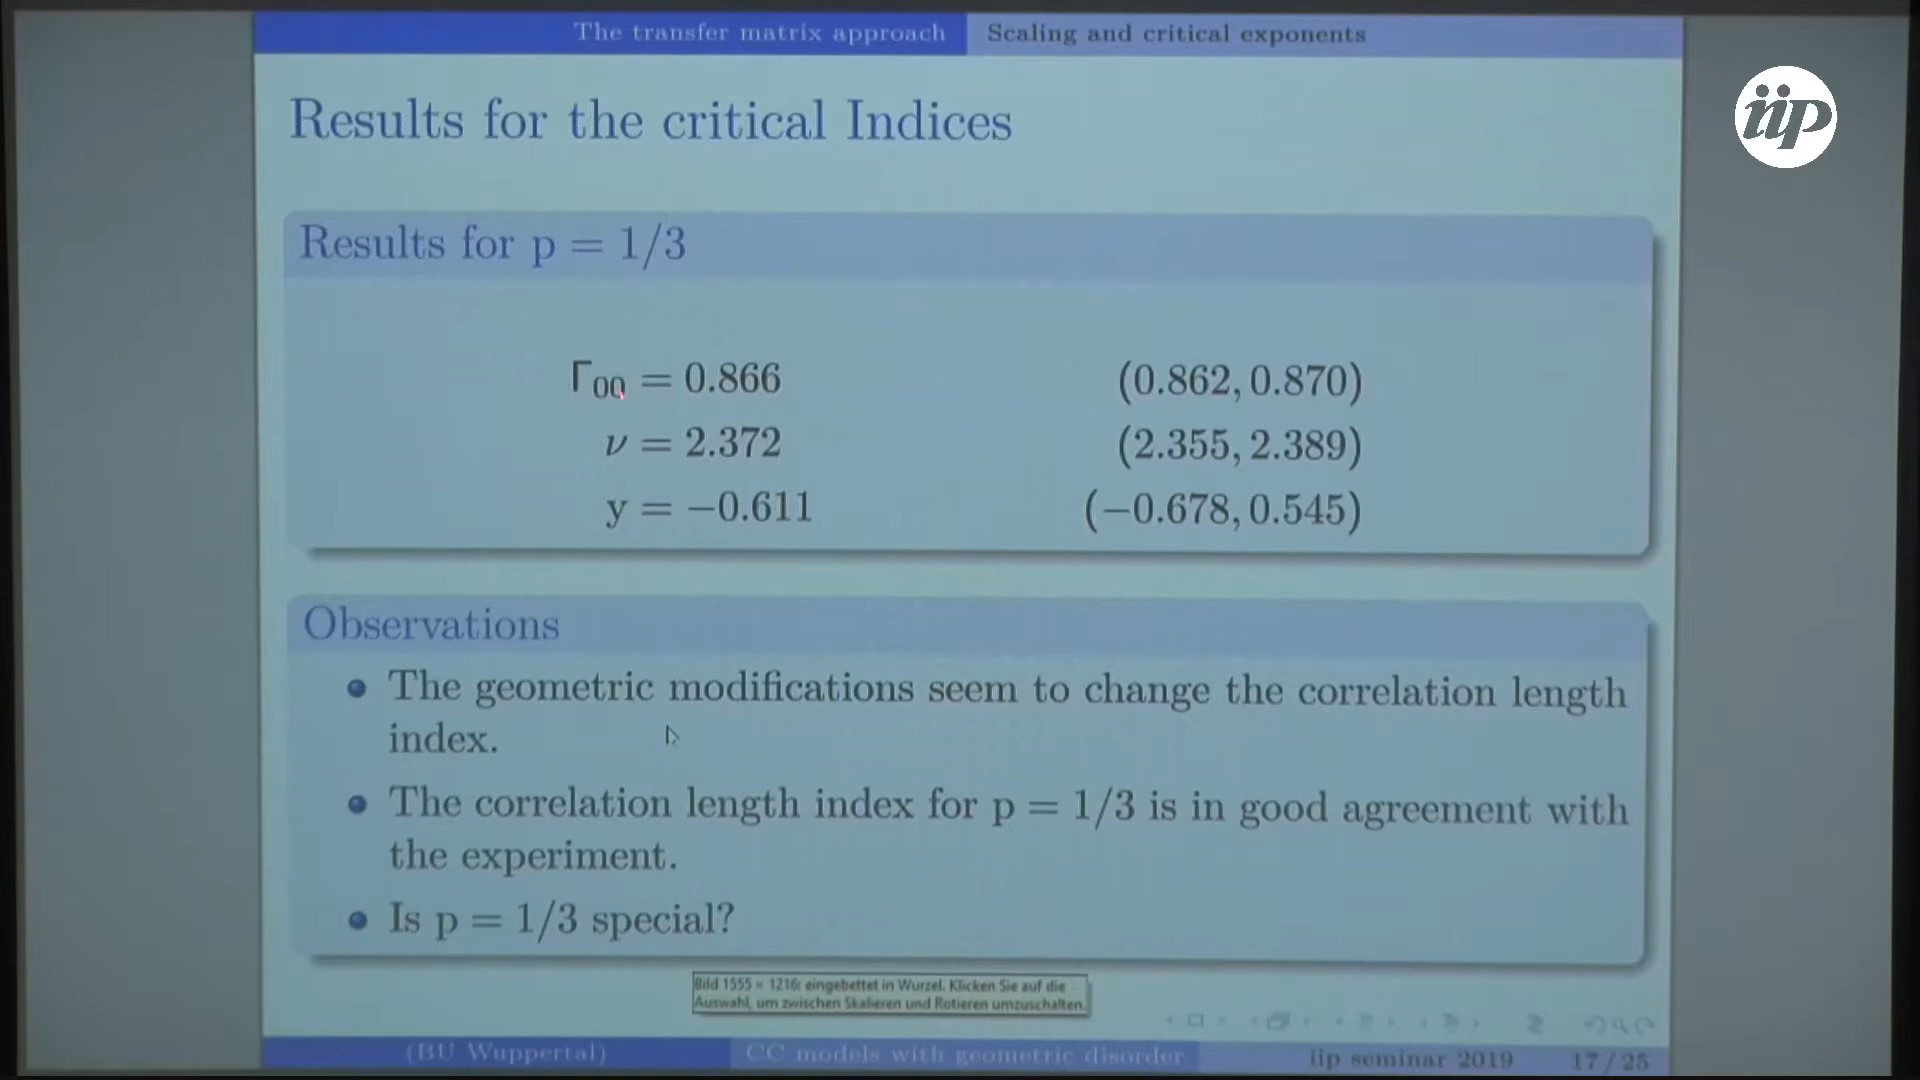 The transfer matrix approach Scaling and critical exponents
iip
Results for the critical Indices
Results for p = 1/3
Γ₀₀ = 0.866 (0.862, 0.870)
ν = 2.372 (2.355, 2.389)
y = −0.611 (−0.678, 0.545)
Observations
The geometric modifications seem to change the correlation length
index.
The correlation length index for p = 1/3 is in good agreement with
the experiment.
Is p = 1/3 special?
Bild 1555 × 1216: eingebettet in Wurzel. Klicken Sie auf die
Auswahl, um zwischen Skalieren und Rotieren umzuschalten.
(BU Wuppertal) CC models with geometric disorder iip seminar 2019 17 / 25